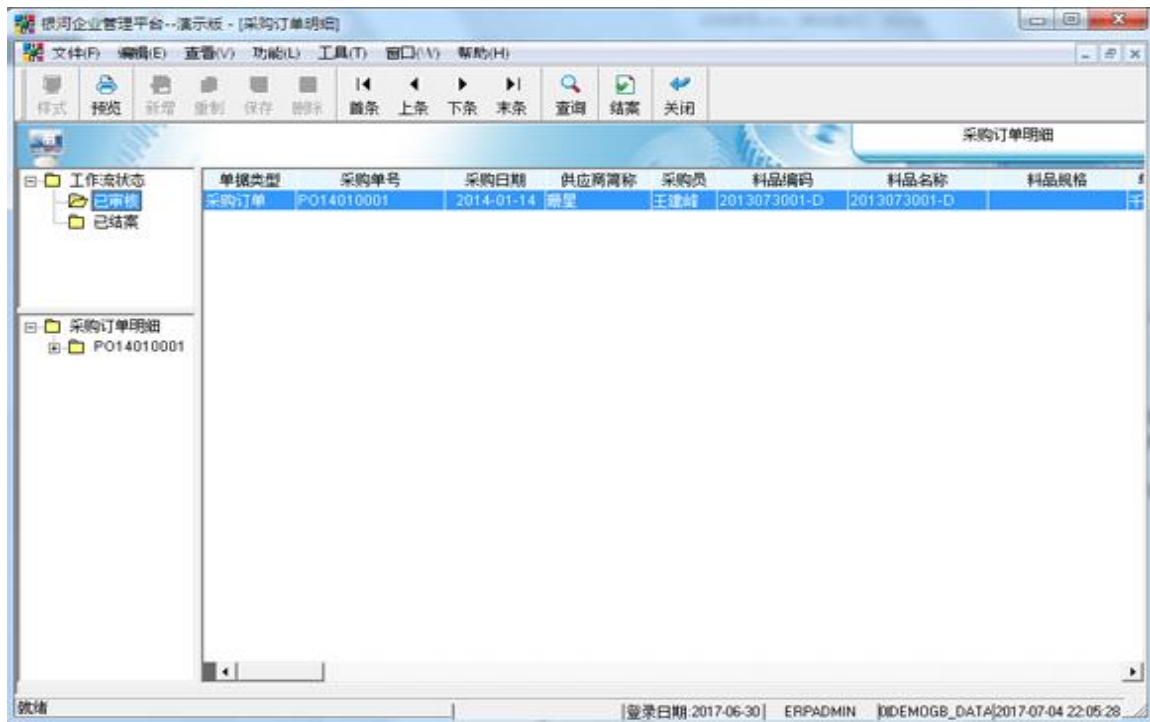 银河企业管理平台--演示板 - [采购订单明细]
文件(F) 编辑(E) 查看(V) 功能(L) 工具(T) 窗口(W) 帮助(H)
样式 预览 新增 重制 保存 删除 首条 上条 下条 末条 查询 结案 关闭
采购订单明细
工作流状态
已审核
已结案
单据类型 采购单号 采购日期 供应商简称 采购员 料品编码 料品名称 料品规格
采购订单 PO14010001 2014-01-14 王建峰 2013073001-D 2013073001-D 千
采购订单明细
PO14010001
就绪 登录日期:2017-06-30 ERPADMIN DEMOGB_DATA 2017-07-04 22:05:28